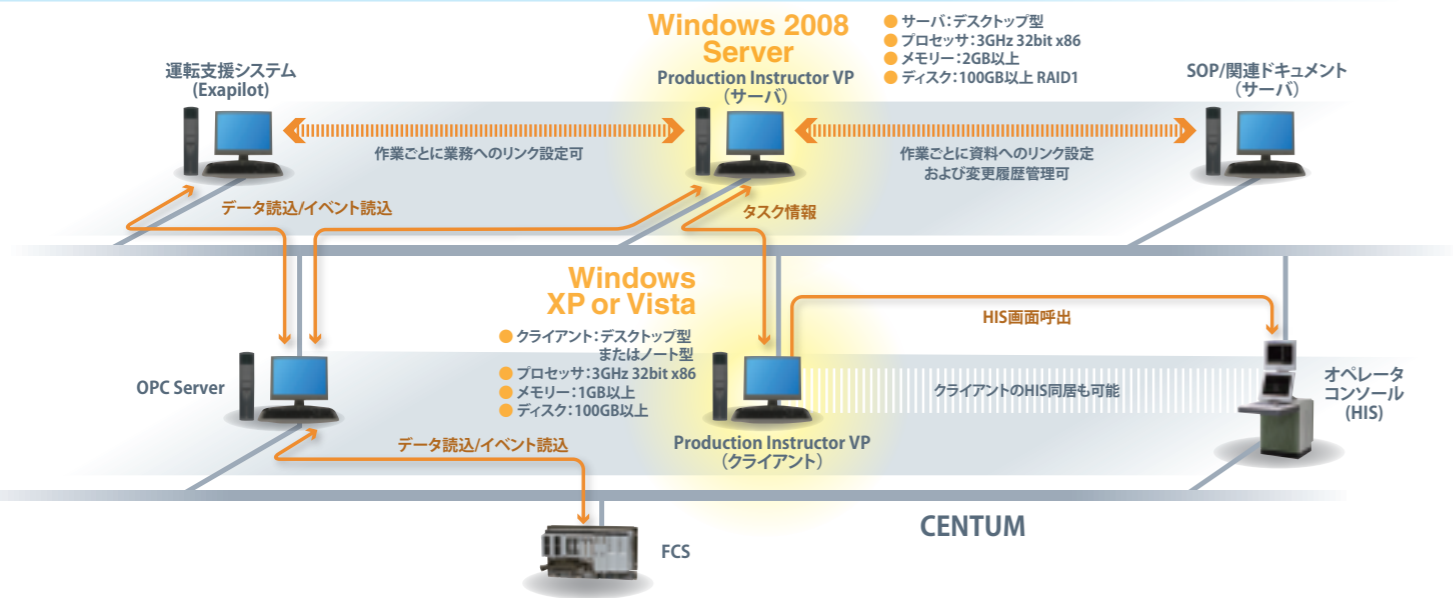 Windows 2008
Server
Production Instructor VP
（サーバ）
● サーバ：デスクトップ型
● プロセッサ：3GHz 32bit x86
● メモリー：2GB以上
● ディスク：100GB以上 RAID1
運転支援システム
(Exapilot)
SOP/関連ドキュメント
（サーバ）
作業ごとに業務へのリンク設定可
作業ごとに資料へのリンク設定
および変更履歴管理可
データ読込/イベント読込
タスク情報
Windows
XP or Vista
● クライアント：デスクトップ型
またはノート型
● プロセッサ：3GHz 32bit x86
● メモリー：1GB以上
● ディスク：100GB以上
HIS画面呼出
OPC Server
クライアントのHIS同居も可能
オペレータ
コンソール
(HIS)
Production Instructor VP
（クライアント）
データ読込/イベント読込
CENTUM
FCS